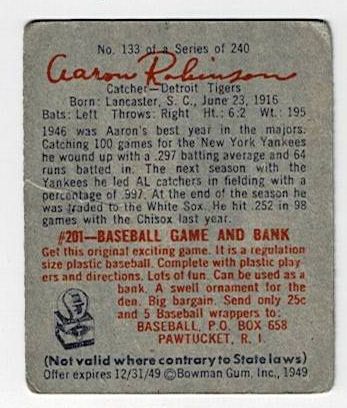 No. 133 of a Series of 240
Aaron Robinson
Catcher—Detroit Tigers
Born: Lancaster, S. C., June 23, 1916
Bats: Left Throws: Right Ht.: 6:2 Wt.: 195
1946 was Aaron's best year in the majors.
Catching 100 games for the New York Yankees
he wound up with a .297 batting average and 64
runs batted in. The next season with the
Yankees he led AL catchers in fielding with a
percentage of .997. At the end of the season he
was traded to the White Sox. He hit .252 in 98
games with the Chisox last year.
#201—BASEBALL GAME AND BANK
Get this original exciting game. It is a regulation
size plastic baseball. Complete with plastic play-
ers and directions. Lots of fun. Can be used as
a bank. A swell ornament for the
den. Big bargain. Send only 25c
and 5 Baseball wrappers to:
BASEBALL, P.O. BOX 658
PAWTUCKET, R. I.
(Not valid where contrary to State laws)
Offer expires 12/31/49 ©Bowman Gum, Inc., 1949